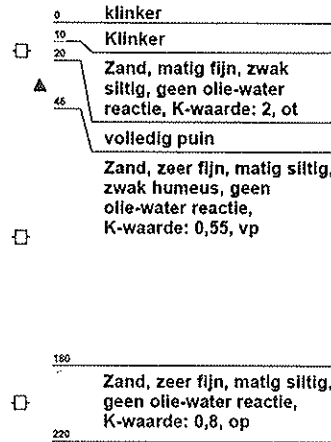 0 klinker
10 Klinker
20 Zand, matig fijn, zwak
siltig, geen olie-water
reactie, K-waarde: 2, ot
45 volledig puin
Zand, zeer fijn, matig siltig,
zwak humeus, geen
olie-water reactie,
K-waarde: 0,55, vp
180
Zand, zeer fijn, matig siltig,
geen olie-water reactie,
K-waarde: 0,8, op
220